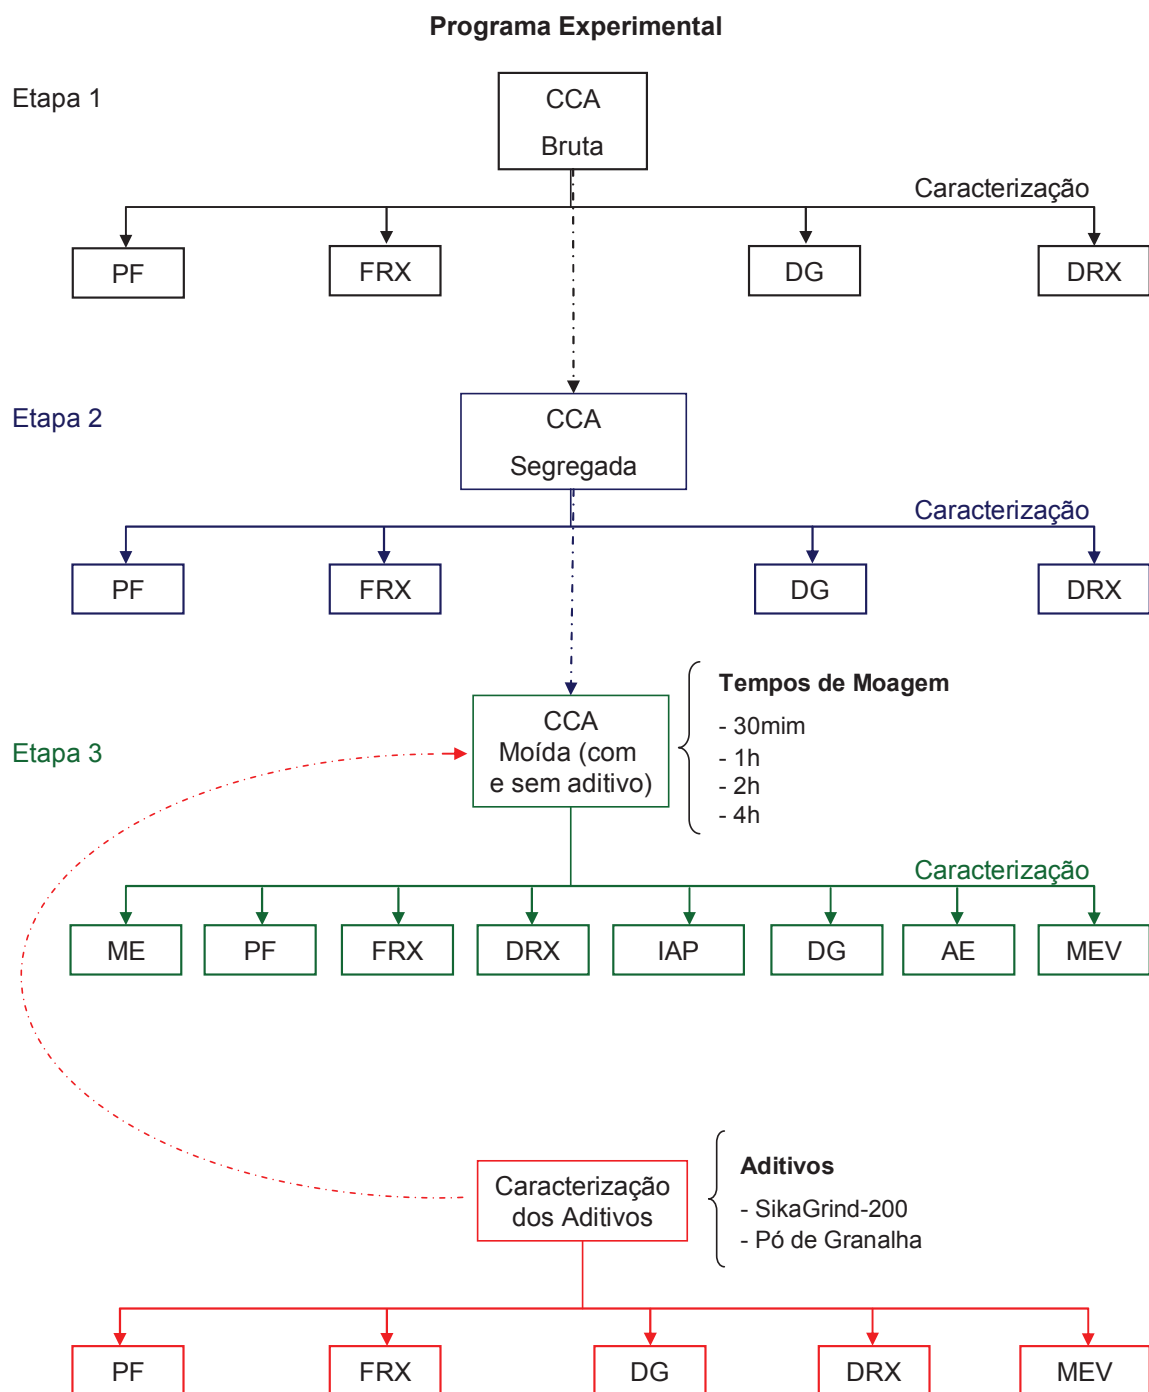 Programa Experimental
Etapa 1
CCA
Bruta
Caracterização
PF
FRX
DG
DRX
Etapa 2
CCA
Segregada
Caracterização
PF
FRX
DG
DRX
Etapa 3
CCA
Moída (com
e sem aditivo)
Tempos de Moagem
- 30mim
- 1h
- 2h
- 4h
Caracterização
ME
PF
FRX
DRX
IAP
DG
AE
MEV
Caracterização
dos Aditivos
Aditivos
- SikaGrind-200
- Pó de Granalha
PF
FRX
DG
DRX
MEV